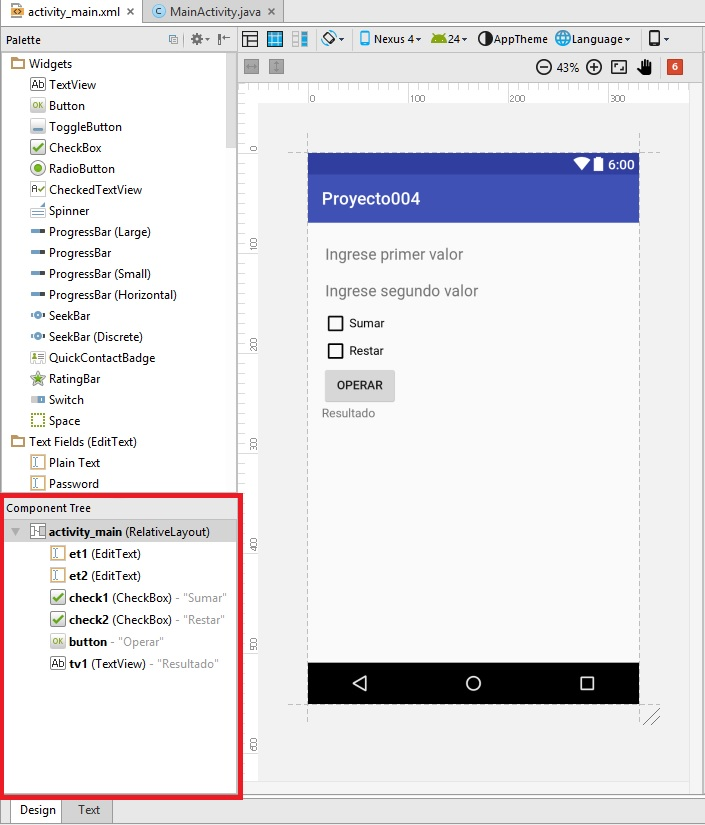 activity_main.xml × MainActivity.java ×
Palette
Nexus 4 24 AppTheme Language
43% 6
Widgets
Ab TextView
OK Button
ToggleButton
CheckBox
RadioButton
A CheckedTextView
Spinner
ProgressBar (Large)
ProgressBar
ProgressBar (Small)
ProgressBar (Horizontal)
SeekBar
SeekBar (Discrete)
QuickContactBadge
RatingBar
Switch
Space
Text Fields (EditText)
Plain Text
Password
Component Tree
activity_main (RelativeLayout)
et1 (EditText)
et2 (EditText)
check1 (CheckBox) - "Sumar"
check2 (CheckBox) - "Restar"
OK button - "Operar"
Ab tv1 (TextView) - "Resultado"
Design Text
0 100 200 300
0
100
200
300
400
500
600
6:00
Proyecto004
Ingrese primer valor
Ingrese segundo valor
Sumar
Restar
OPERAR
Resultado